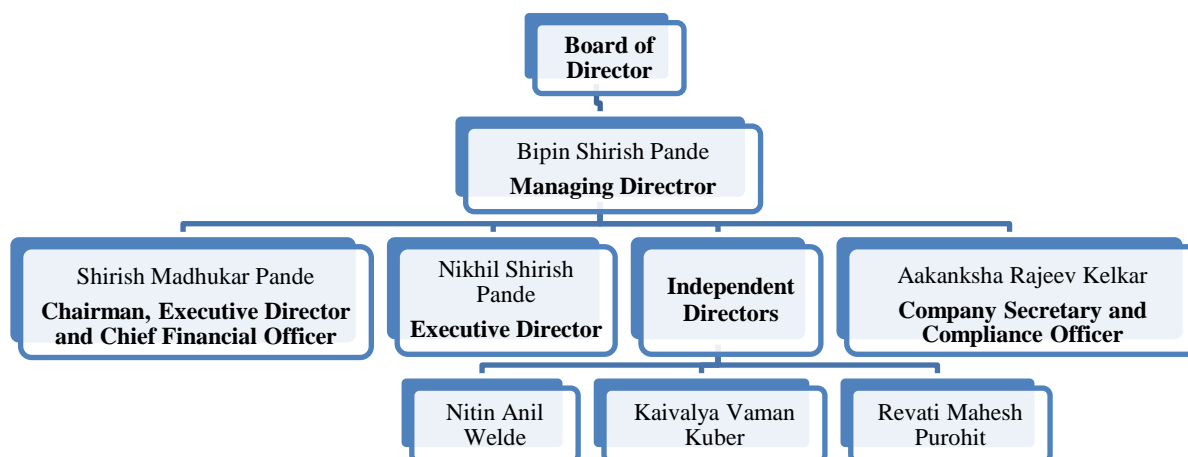 Board of
Director
Bipin Shirish Pande
Managing Directror
Shirish Madhukar Pande
Chairman, Executive Director
and Chief Financial Officer
Nikhil Shirish
Pande
Executive Director
Independent
Directors
Aakanksha Rajeev Kelkar
Company Secretary and
Compliance Officer
Nitin Anil
Welde
Kaivalya Vaman
Kuber
Revati Mahesh
Purohit